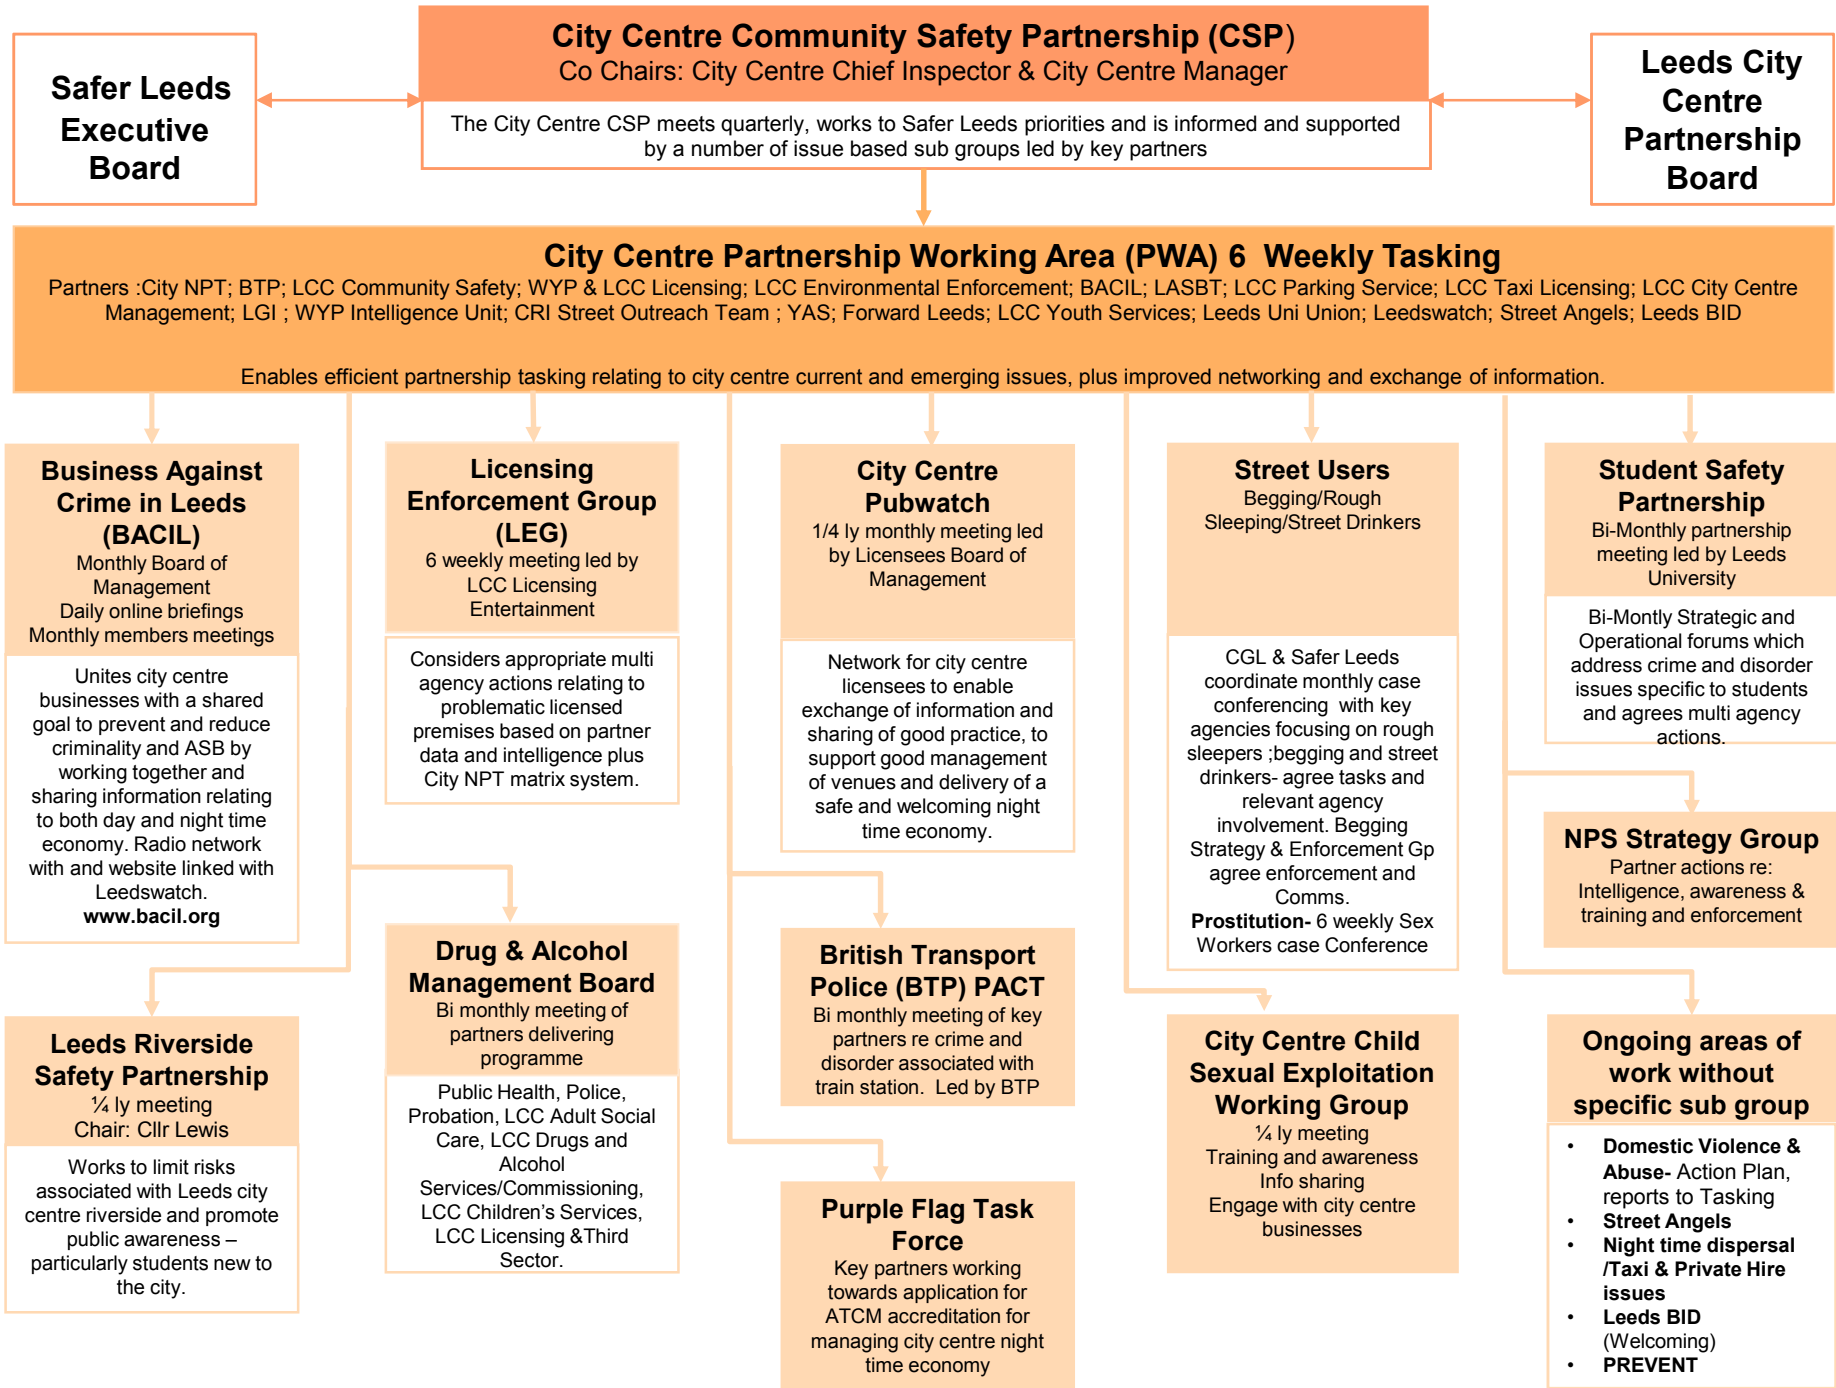 City Centre Community Safety Partnership (CSP)
Co Chairs: City Centre Chief Inspector & City Centre Manager
Safer Leeds
Executive
Board
The City Centre CSP meets quarterly, works to Safer Leeds priorities and is informed and supported
by a number of issue based sub groups led by key partners
Leeds City
Centre
Partnership
Board
City Centre Partnership Working Area (PWA) 6 Weekly Tasking
Partners :City NPT; BTP; LCC Community Safety; WYP & LCC Licensing; LCC Environmental Enforcement; BACIL; LASBT; LCC Parking Service; LCC Taxi Licensing; LCC City Centre
Management; LGI ; WYP Intelligence Unit; CRI Street Outreach Team ; YAS; Forward Leeds; LCC Youth Services; Leeds Uni Union; Leedswatch; Street Angels; Leeds BID
Enables efficient partnership tasking relating to city centre current and emerging issues, plus improved networking and exchange of information.
Business Against
Crime in Leeds
(BACIL)
Monthly Board of
Management
Daily online briefings
Monthly members meetings
Unites city centre
businesses with a shared
goal to prevent and reduce
criminality and ASB by
working together and
sharing information relating
to both day and night time
economy. Radio network
with and website linked with
Leedswatch.
www.bacil.org
Licensing
Enforcement Group
(LEG)
6 weekly meeting led by
LCC Licensing
Entertainment
Considers appropriate multi
agency actions relating to
problematic licensed
premises based on partner
data and intelligence plus
City NPT matrix system.
City Centre
Pubwatch
1/4 ly monthly meeting led
by Licensees Board of
Management
Network for city centre
licensees to enable
exchange of information and
sharing of good practice, to
support good management
of venues and delivery of a
safe and welcoming night
time economy.
Street Users
Begging/Rough
Sleeping/Street Drinkers
CGL & Safer Leeds
coordinate monthly case
conferencing with key
agencies focusing on rough
sleepers ;begging and street
drinkers- agree tasks and
relevant agency
involvement. Begging
Strategy & Enforcement Gp
agree enforcement and
Comms.
Prostitution- 6 weekly Sex
Workers case Conference
Student Safety
Partnership
Bi-Monthly partnership
meeting led by Leeds
University
Bi-Montly Strategic and
Operational forums which
address crime and disorder
issues specific to students
and agrees multi agency
actions.
NPS Strategy Group
Partner actions re:
Intelligence, awareness &
training and enforcement
Leeds Riverside
Safety Partnership
¼ ly meeting
Chair: Cllr Lewis
Works to limit risks
associated with Leeds city
centre riverside and promote
public awareness –
particularly students new to
the city.
Drug & Alcohol
Management Board
Bi monthly meeting of
partners delivering
programme
Public Health, Police,
Probation, LCC Adult Social
Care, LCC Drugs and
Alcohol
Services/Commissioning,
LCC Children's Services,
LCC Licensing &Third
Sector.
British Transport
Police (BTP) PACT
Bi monthly meeting of key
partners re crime and
disorder associated with
train station. Led by BTP
Purple Flag Task
Force
Key partners working
towards application for
ATCM accreditation for
managing city centre night
time economy
City Centre Child
Sexual Exploitation
Working Group
¼ ly meeting
Training and awareness
Info sharing
Engage with city centre
businesses
Ongoing areas of
work without
specific sub group
• Domestic Violence &
Abuse- Action Plan,
reports to Tasking
• Street Angels
• Night time dispersal
/Taxi & Private Hire
issues
• Leeds BID
(Welcoming)
• PREVENT